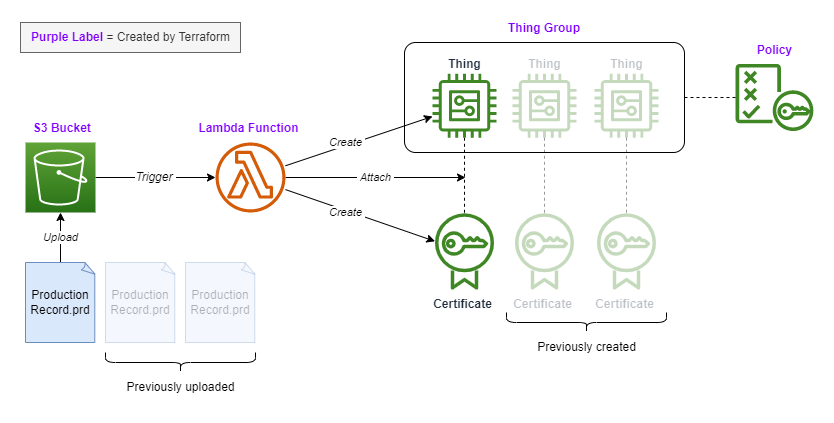 Purple Label = Created by Terraform
Thing Group
Policy
Thing
Thing
Thing
S3 Bucket
Lambda Function
Create
Trigger
Attach
Create
Upload
Production
Record.prd
Production
Record.prd
Production
Record.prd
Certificate
Certificate
Certificate
Previously created
Previously uploaded